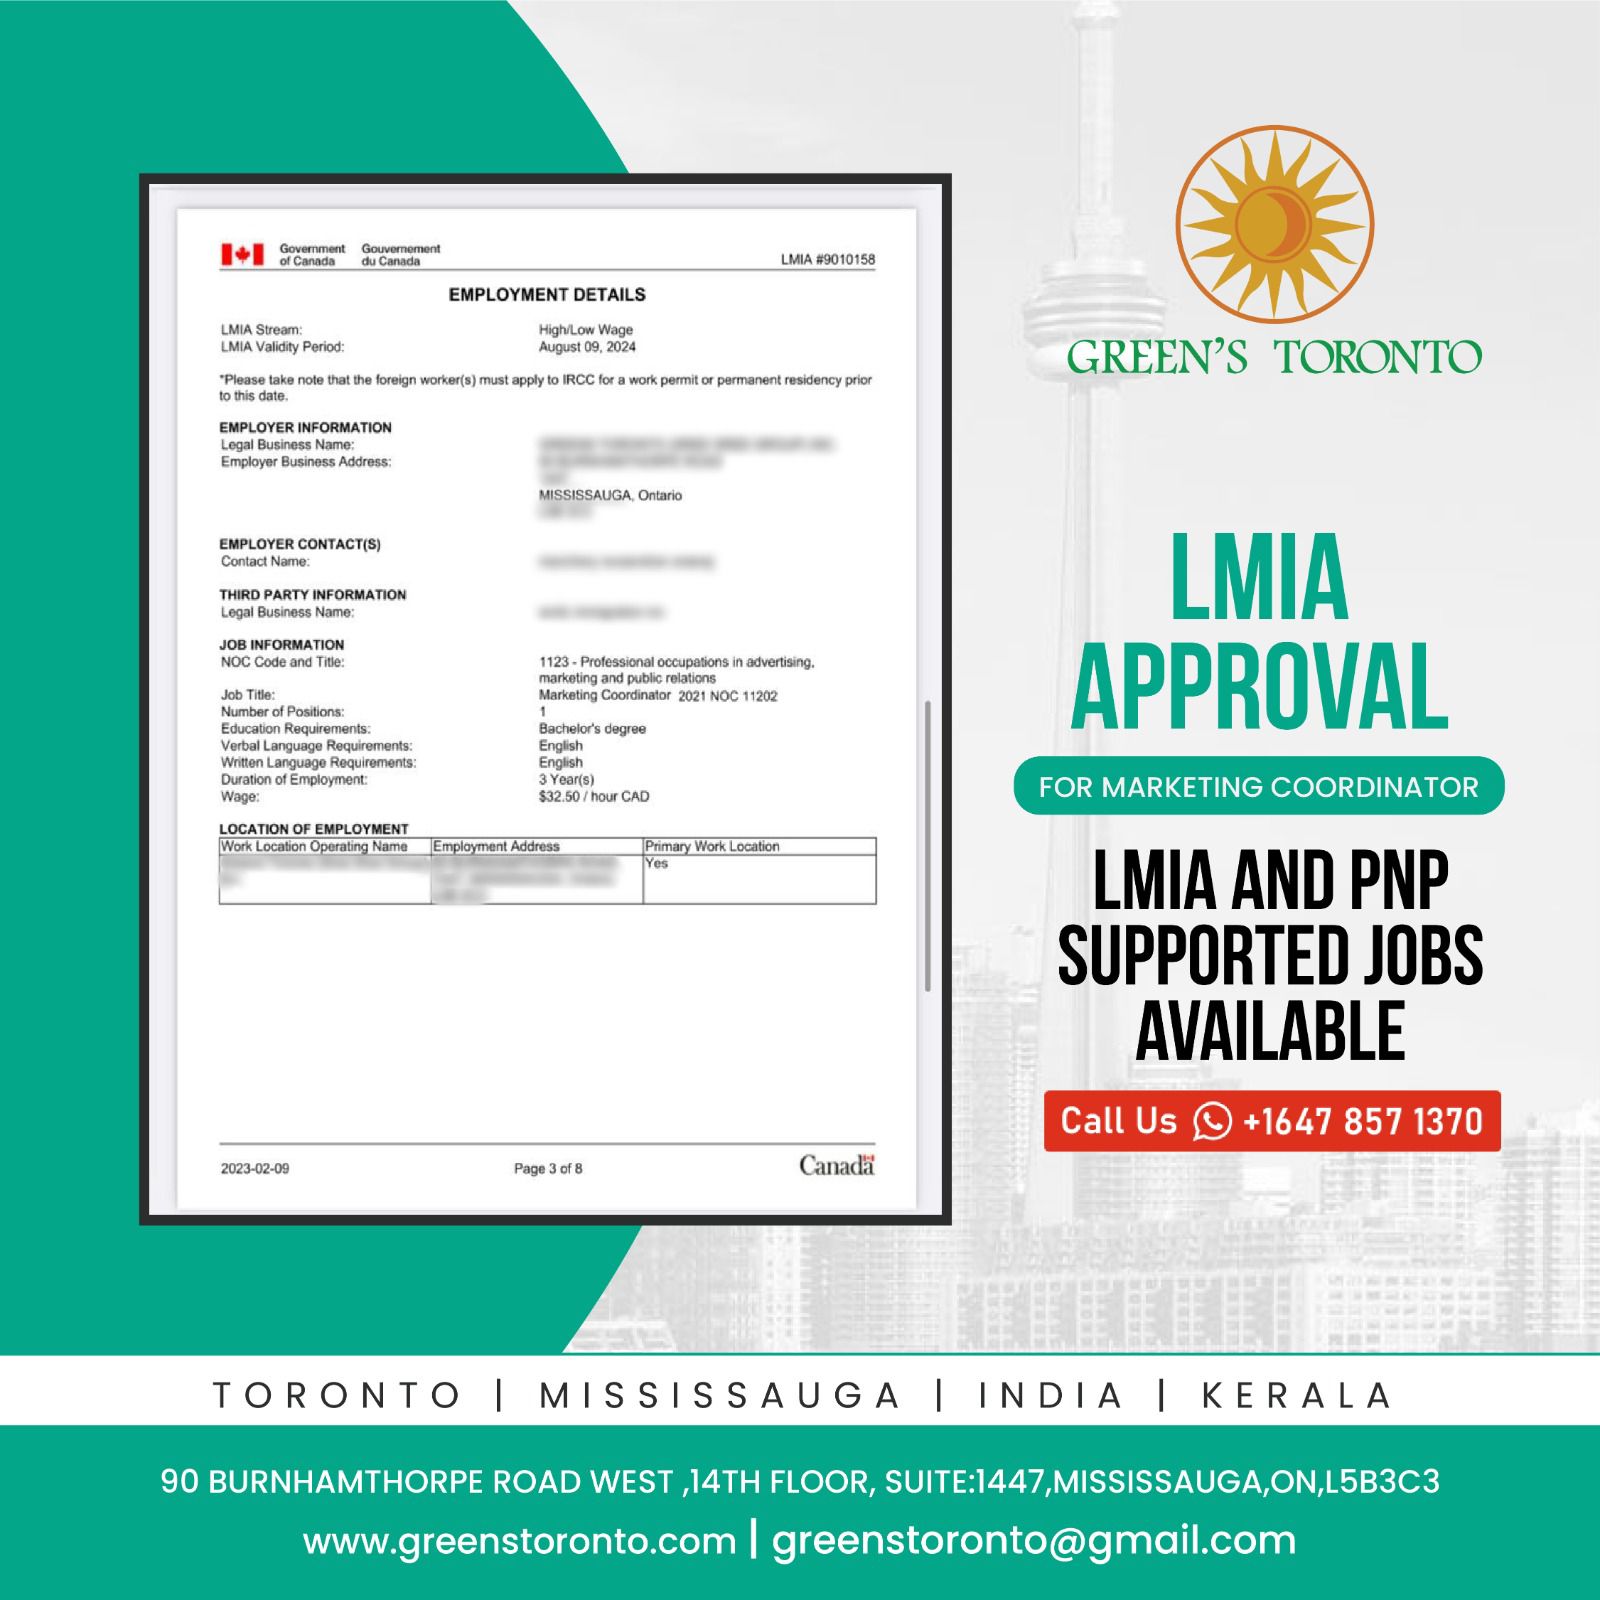 Government of Canada
Gouvernement du Canada
LMIA #9010158
EMPLOYMENT DETAILS
LMIA Stream: High/Low Wage
LMIA Validity Period: August 09, 2024
*Please take note that the foreign worker(s) must apply to IRCC for a work permit or permanent residency prior
to this date.
EMPLOYER INFORMATION
Legal Business Name:
Employer Business Address:
MISSISSAUGA, Ontario
EMPLOYER CONTACT(S)
Contact Name:
THIRD PARTY INFORMATION
Legal Business Name:
JOB INFORMATION
NOC Code and Title: 1123 - Professional occupations in advertising,
marketing and public relations
Job Title: Marketing Coordinator 2021 NOC 11202
Number of Positions: 1
Education Requirements: Bachelor's degree
Verbal Language Requirements: English
Written Language Requirements: English
Duration of Employment: 3 Year(s)
Wage: $32.50 / hour CAD
LOCATION OF EMPLOYMENT
Work Location Operating Name Employment Address Primary Work Location
Yes
2023-02-09 Page 3 of 8 Canada
GREEN'S TORONTO
LMIA
APPROVAL
FOR MARKETING COORDINATOR
LMIA AND PNP
SUPPORTED JOBS
AVAILABLE
Call Us +1647 857 1370
TORONTO | MISSISSAUGA | INDIA | KERALA
90 BURNHAMTHORPE ROAD WEST ,14TH FLOOR, SUITE:1447,MISSISSAUGA,ON,L5B3C3
www.greenstoronto.com | greenstoronto@gmail.com